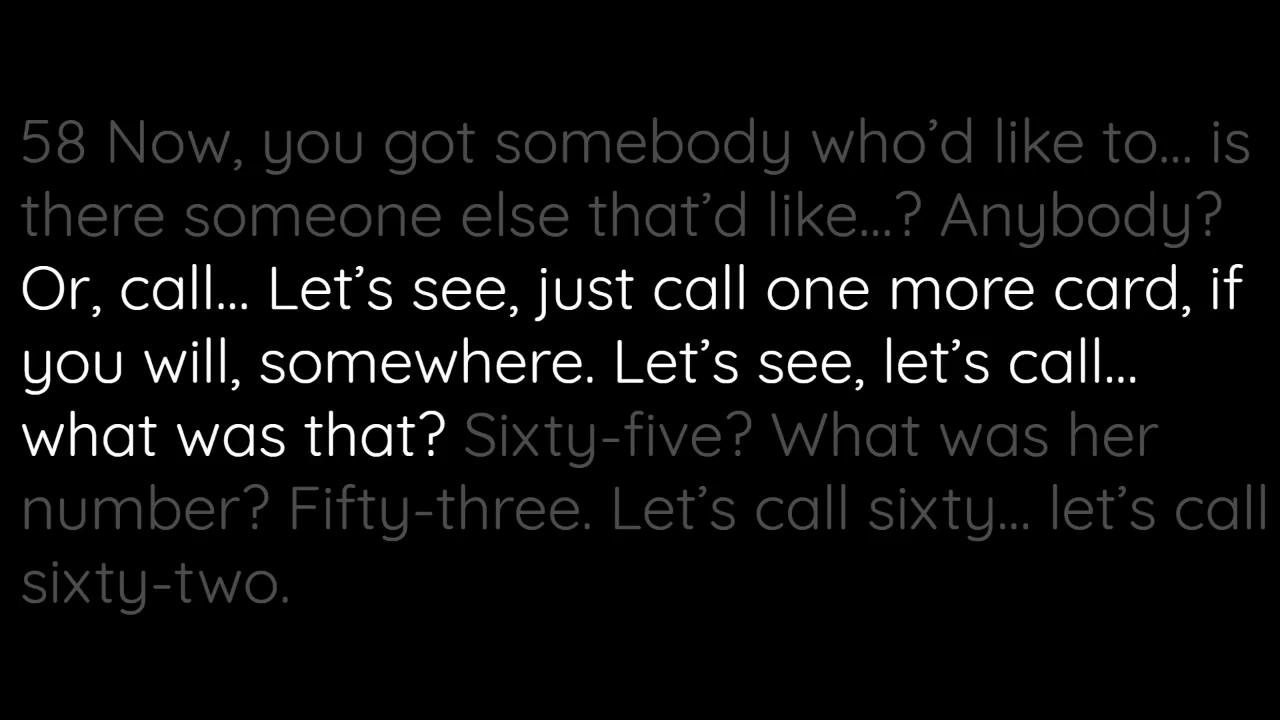 58 Now, you got somebody who’d like to... is
there someone else that’d like...? Anybody?
Or, call... Let’s see, just call one more card, if
you will, somewhere. Let’s see, let’s call...
what was that? Sixty-five? What was her
number? Fifty-three. Let’s call sixty... let’s call
sixty-two.